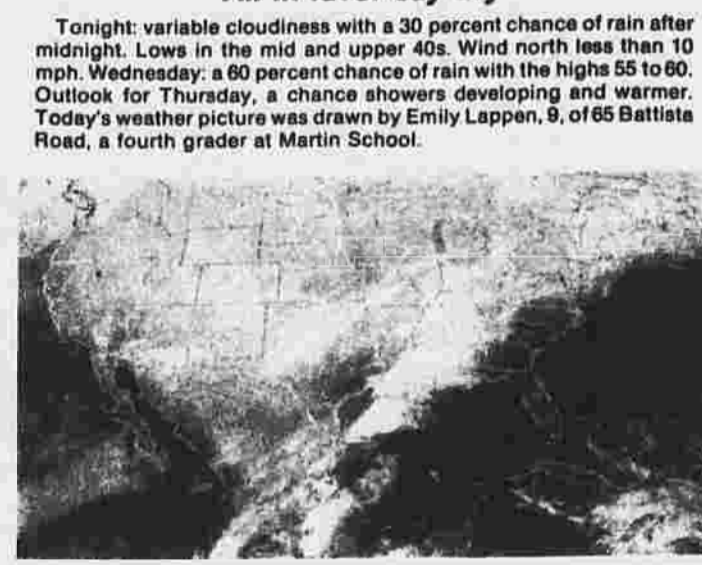 Tonight: variable cloudiness with a 30 percent chance of rain after
midnight. Lows in the mid and upper 40s. Wind north less than 10
mph. Wednesday: a 60 percent chance of rain with the highs 55 to 60.
Outlook for Thursday, a chance showers developing and warmer.
Today's weather picture was drawn by Emily Lappen, 9, of 65 Battista
Road, a fourth grader at Martin School.